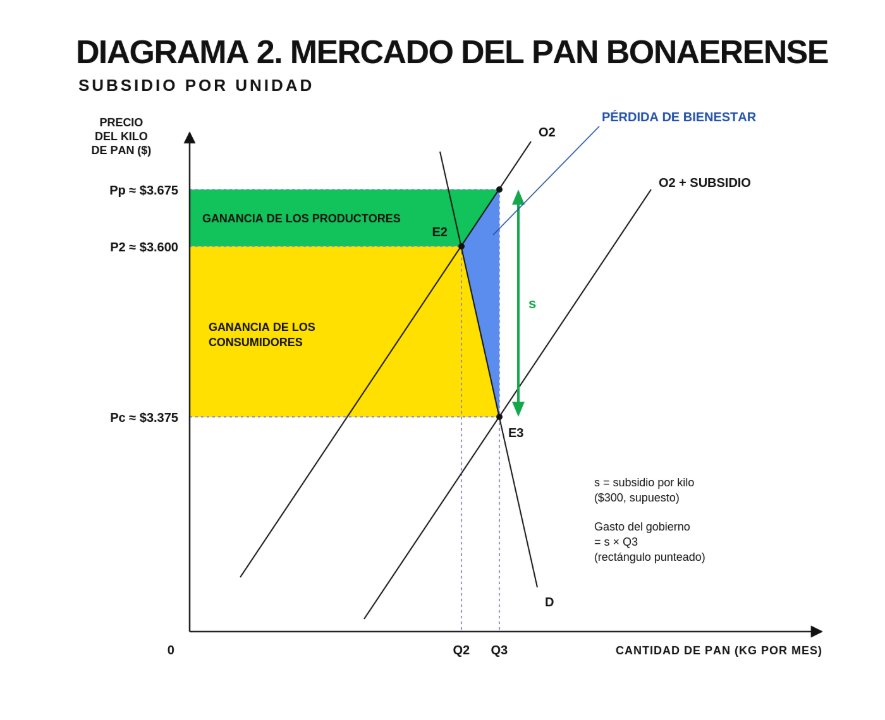 DIAGRAMA 2. MERCADO DEL PAN BONAERENSE
SUBSIDIO POR UNIDAD
PÉRDIDA DE BIENESTAR
PRECIO
DEL KILO
DE PAN ($)
O2
O2 + SUBSIDIO
Pp ≈ $3.675
GANANCIA DE LOS PRODUCTORES
E2
P2 ≈ $3.600
s
GANANCIA DE LOS
CONSUMIDORES
Pc ≈ $3.375
E3
s = subsidio por kilo
($300, supuesto)
Gasto del gobierno
= s × Q3
(rectángulo punteado)
D
0
Q2
Q3
CANTIDAD DE PAN (KG POR MES)